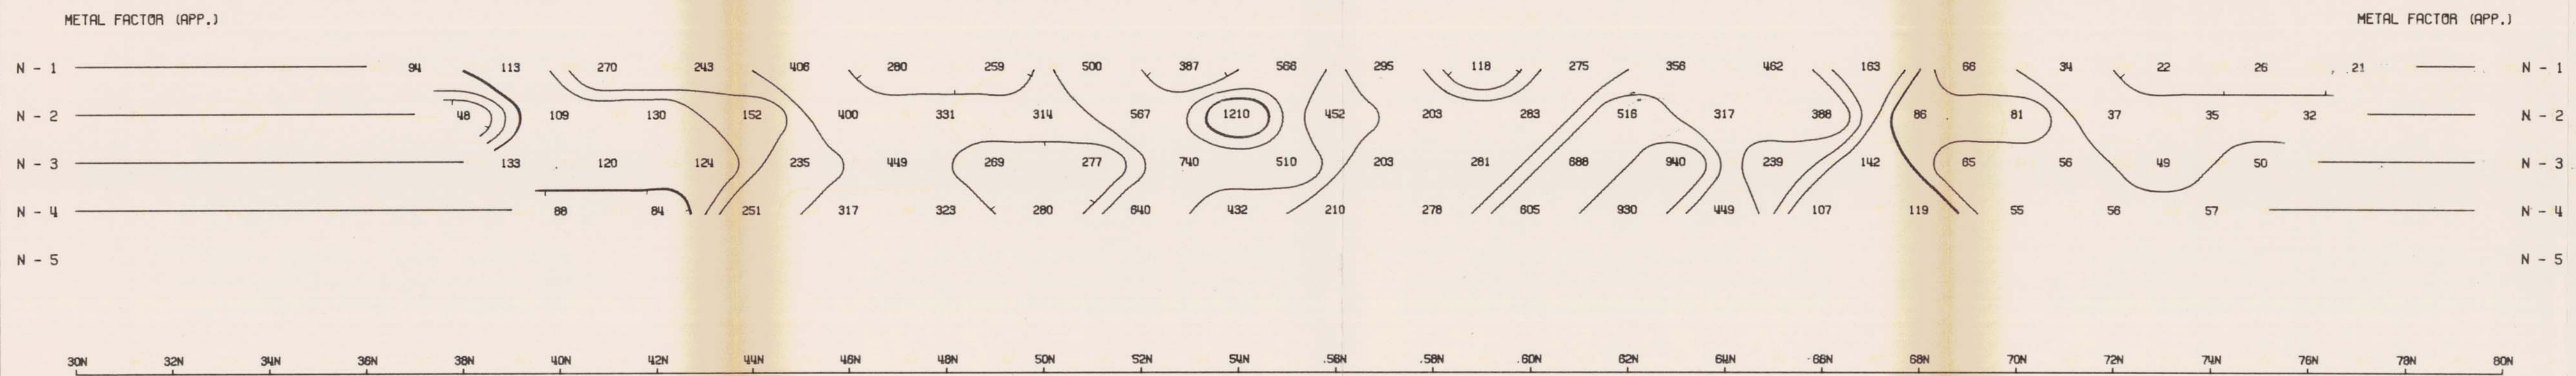 METAL FACTOR (APP.) METAL FACTOR (APP.)
N - 1 94 113 270 243 406 280 259 500 387 566 295 118 275 356 462 163 66 34 22 26 21 N - 1
N - 2 48 109 130 152 400 331 314 567 1210 452 203 283 516 317 388 86 81 37 35 32 N - 2
N - 3 133 120 124 235 449 269 277 740 510 203 281 688 940 239 142 65 56 49 50 N - 3
N - 4 88 84 251 317 323 280 640 432 210 278 605 930 449 107 119 55 56 57 N - 4
N - 5 N - 5
30N 32N 34N 36N 38N 40N 42N 44N 46N 48N 50N 52N 54N 56N 58N 60N 62N 64N 66N 68N 70N 72N 74N 76N 78N 80N